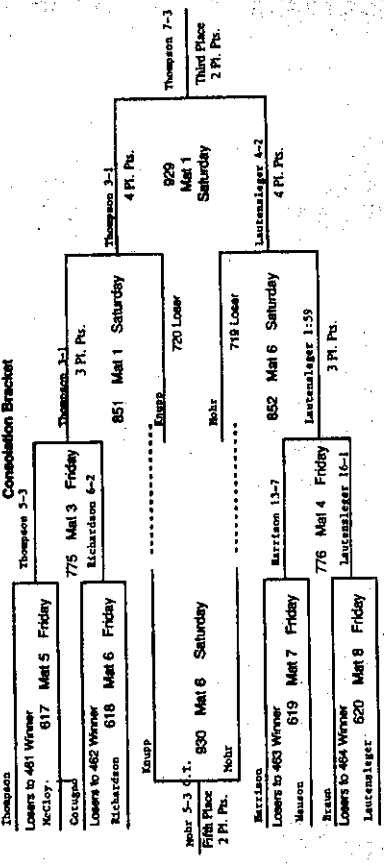 Consolation Bracket
Thompson
Losers to 461 Winner
McCloy
617 Mat 5 Friday
Thompson 5-3
Cotugno
Losers to 462 Winner
Richardson
618 Mat 6 Friday
775 Mat 3 Friday
Richardson 6-2
Thompson 3-1
3 Pl. Pts.
851 Mat 1 Saturday
Knupp
720 Loser
Thompson 3-1
4 Pl. Pts.
929
Mat 1
Saturday
Thompson 7-3
Third Place
2 Pl. Pts.
Knupp
930 Mat 6 Saturday
Mohr
Mohr 5-3 O.T.
Fifth Place
2 Pl. Pts.
Mohr
719 Loser
852 Mat 6 Saturday
Lautensleger 4-2
4 Pl. Pts.
Harrison
Losers to 463 Winner
619 Mat 7 Friday
Harrison 13-7
776 Mat 4 Friday
Braun
Losers to 464 Winner
620 Mat 8 Friday
Lautensleger
Lautensleger 16-1
Lautensleger 1:59
3 Pl. Pts.